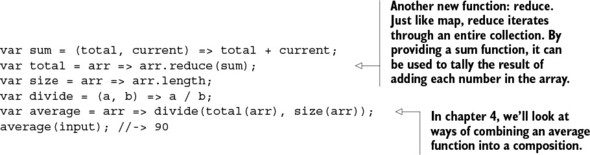 Another new function: reduce.
Just like map, reduce iterates
through an entire collection. By
providing a sum function, it can
be used to tally the result of
adding each number in the array.
var sum = (total, current) => total + current;
var total = arr => arr.reduce(sum);
var size = arr => arr.length;
var divide = (a, b) => a / b;
var average = arr => divide(total(arr), size(arr));
average(input); //-> 90
In chapter 4, we'll look at
ways of combining an average
function into a composition.